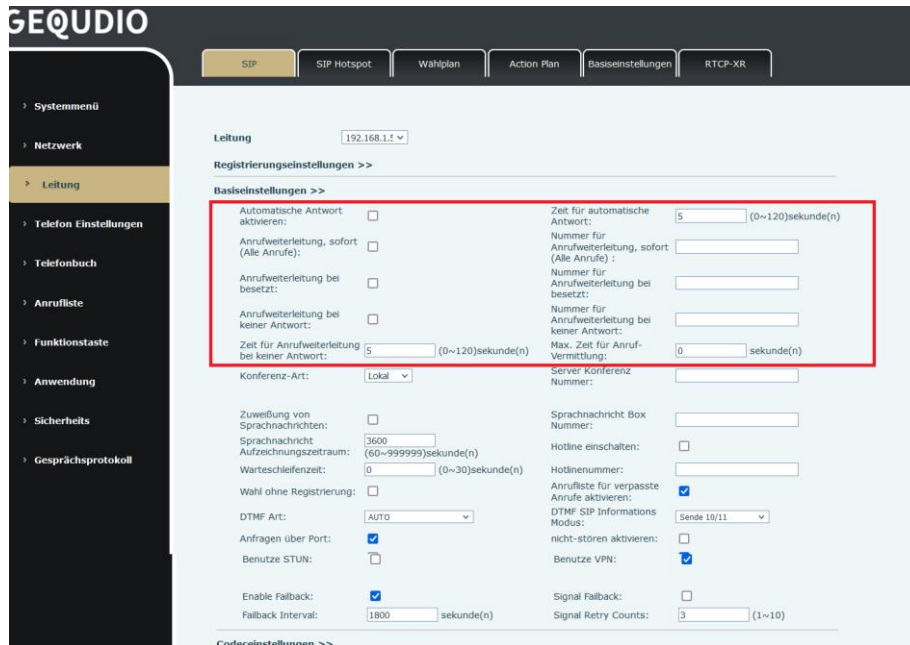 GEQUDIO
SIP SIP Hotspot Wählplan Action Plan Basiseinstellungen RTCP-XR
Systemmenü
Netzwerk
Leitung
Telefon Einstellungen
Telefonbuch
Anrufliste
Funktionstaste
Anwendung
Sicherheits
Gesprächsprotokoll
Leitung 192.168.1.5
Registrierungseinstellungen >>
Basiseinstellungen >>
Automatische Antwort
aktivieren:
Zeit für automatische
Antwort:
5 (0~120)sekunde(n)
Anrufweiterleitung, sofort
(Alle Anrufe):
Nummer für
Anrufweiterleitung, sofort
(Alle Anrufe) :
Anrufweiterleitung bei
besetzt:
Nummer für
Anrufweiterleitung bei
besetzt:
Anrufweiterleitung bei
keiner Antwort:
Nummer für
Anrufweiterleitung bei
keiner Antwort:
Zeit für Anrufweiterleitung
bei keiner Antwort:
5 (0~120)sekunde(n)
Max. Zeit für Anruf-
Vermittlung:
0 sekunde(n)
Konferenz-Art: Lokal
Server Konferenz
Nummer:
Zuweißung von
Sprachnachrichten:
Sprachnachricht Box
Nummer:
Sprachnachricht
Aufzeichnungszeitraum:
3600
(60~999999)sekunde(n)
Hotline einschalten:
Warteschleifenzeit: 0 (0~30)sekunde(n)
Hotlinenummer:
Wahl ohne Registrierung:
Anrufliste für verpasste
Anrufe aktivieren:
DTMF Art: AUTO
DTMF SIP Informations
Modus:
Sende 10/11
Anfragen über Port:
nicht-stören aktivieren:
Benutze STUN:
Benutze VPN:
Enable Failback:
Signal Failback:
Failback Interval: 1800 sekunde(n)
Signal Retry Counts: 3 (1~10)
Codeceinstellungen >>